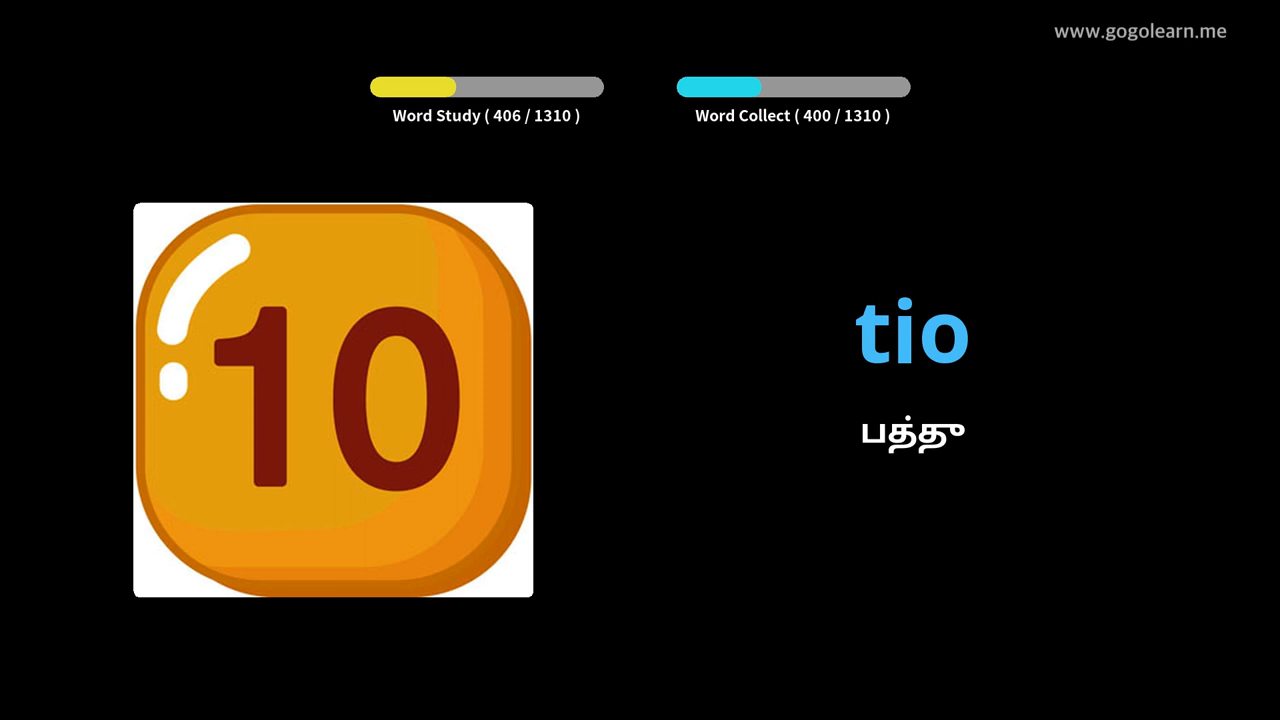 www.gogolearn.me
Word Study ( 406 / 1310 )
Word Collect ( 400 / 1310 )
10
tio
பத்து